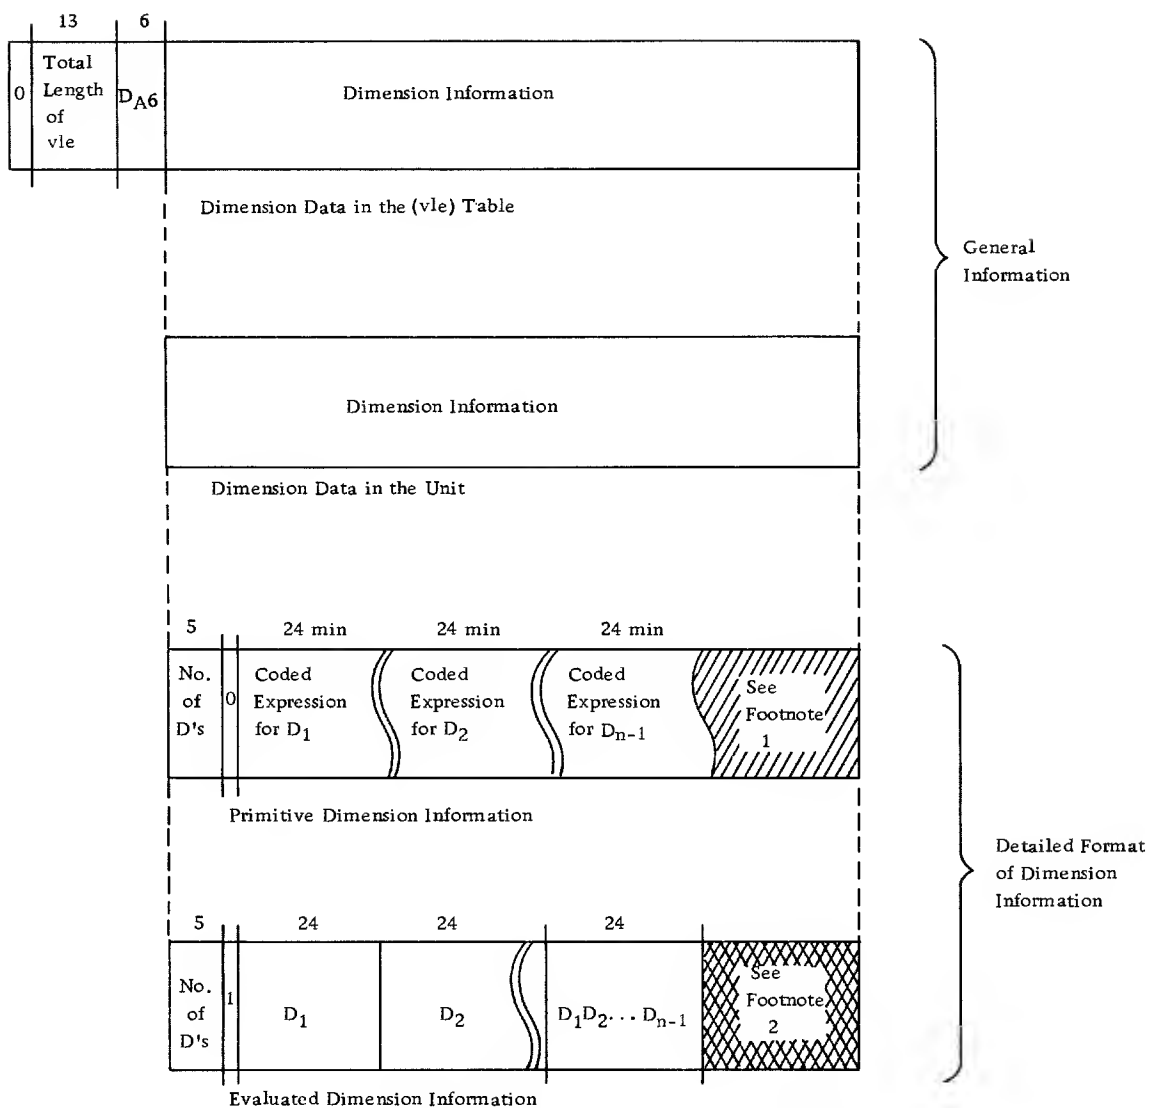 13 6
0
Total
Length
of
vle
D_A6
Dimension Information
Dimension Data in the (vle) Table
General
Information
Dimension Information
Dimension Data in the Unit
5 24 min 24 min 24 min
No.
of
D's
0
Coded
Expression
for D₁
Coded
Expression
for D₂
Coded
Expression
for Dₙ₋₁
See
Footnote
1
Primitive Dimension Information
Detailed Format
of Dimension
Information
5 24 24 24
No.
of
D's
1
D₁
D₂
D₁D₂... Dₙ₋₁
See
Footnote
2
Evaluated Dimension Information